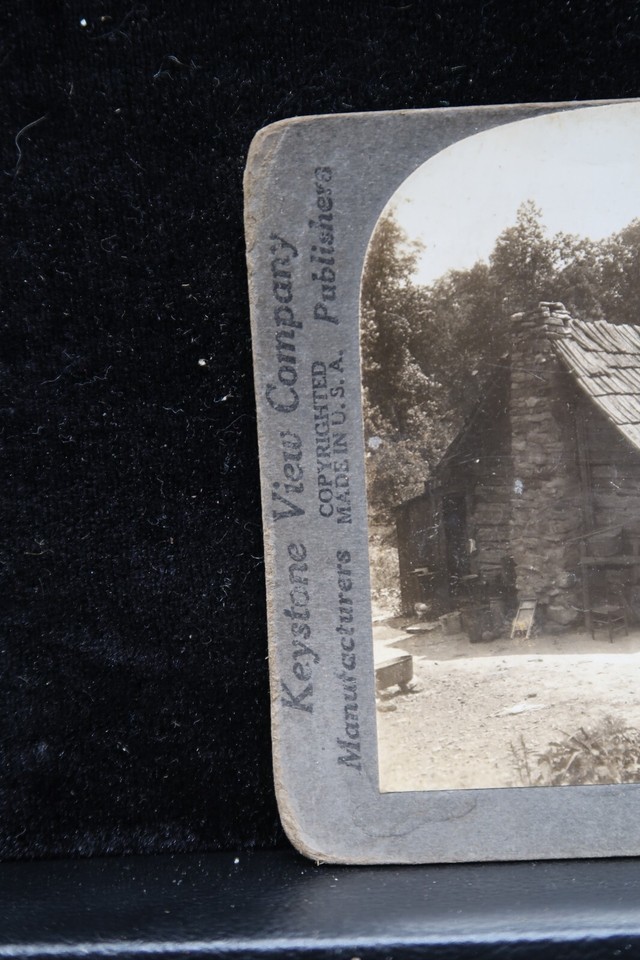 Keystone View Company
COPYRIGHTED
Manufacturers MADE IN U. S. A. Publishers